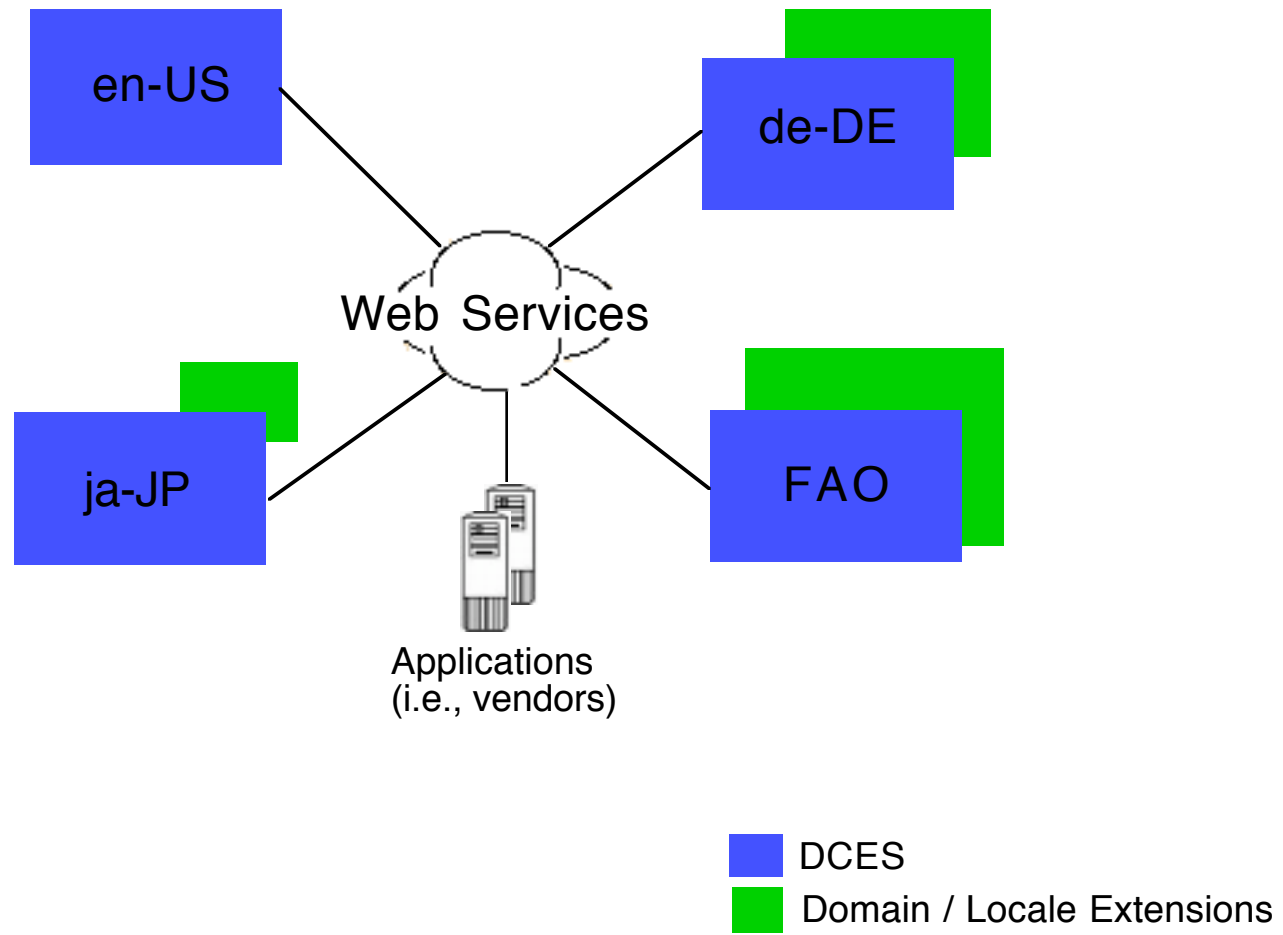 en-US
de-DE
Web Services
ja-JP
FAO
Applications
(i.e., vendors)
DCES
Domain / Locale Extensions